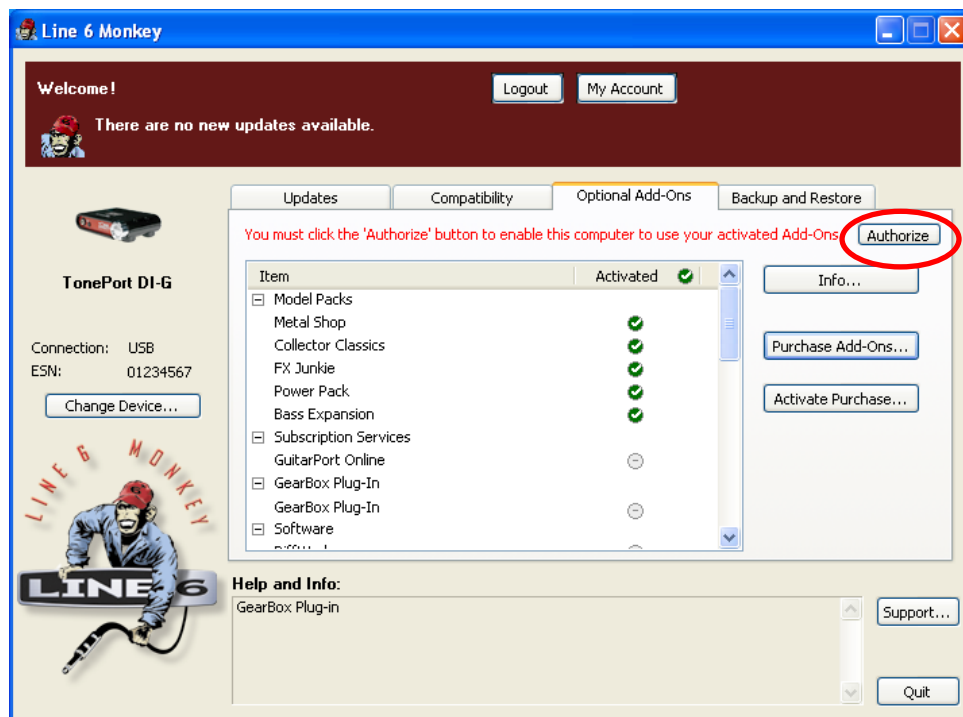 Line 6 Monkey
Welcome!
Logout
My Account
There are no new updates available.
Updates
Compatibility
Optional Add-Ons
Backup and Restore
You must click the 'Authorize' button to enable this computer to use your activated Add-Ons
Authorize
TonePort DI-G
Connection: USB
ESN: 01234567
Change Device...
Item Activated
Model Packs
Metal Shop
Collector Classics
FX Junkie
Power Pack
Bass Expansion
Subscription Services
GuitarPort Online
GearBox Plug-In
GearBox Plug-In
Software
Info...
Purchase Add-Ons...
Activate Purchase...
LINE 6 MONKEY
LINE 6
Help and Info:
GearBox Plug-in
Support...
Quit